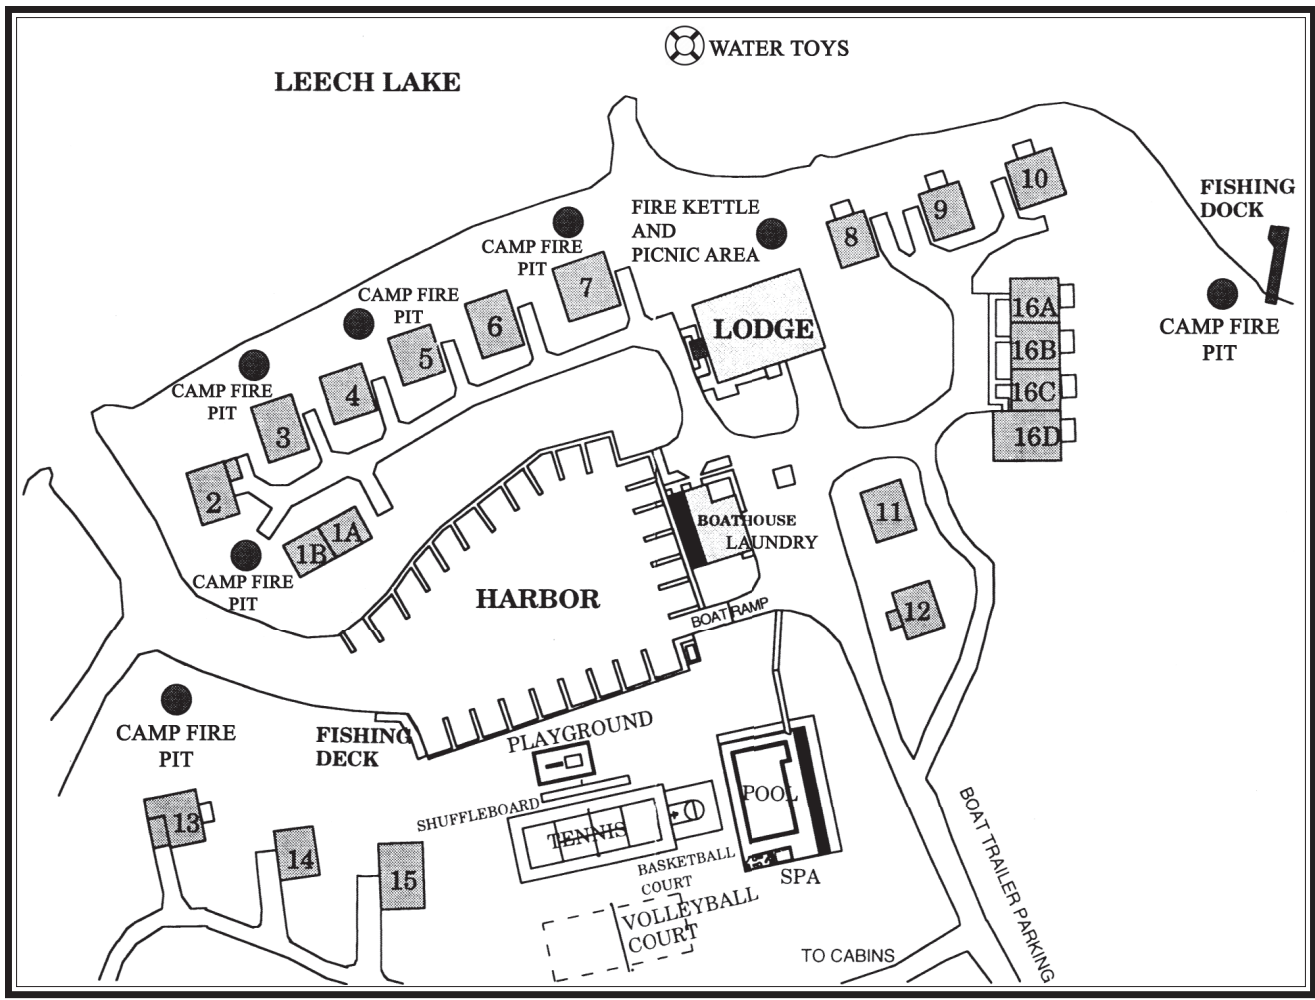 WATER TOYS
LEECH LAKE
10
FISHING
DOCK
9
FIRE KETTLE
AND
PICNIC AREA
8
CAMP FIRE
PIT
7
CAMP FIRE
PIT
6
16A
CAMP FIRE
PIT
LODGE
5
16B
CAMP FIRE
PIT
4
16C
3
16D
2
11
BOATHOUSE
LAUNDRY
1A
1B
CAMP FIRE
PIT
HARBOR
BOAT RAMP
12
CAMP FIRE
PIT
FISHING
DECK
PLAYGROUND
POOL
SHUFFLEBOARD
TENNIS
13
14
15
BASKETBALL
COURT
SPA
VOLLEYBALL
COURT
TO CABINS
BOAT TRAILER PARKING